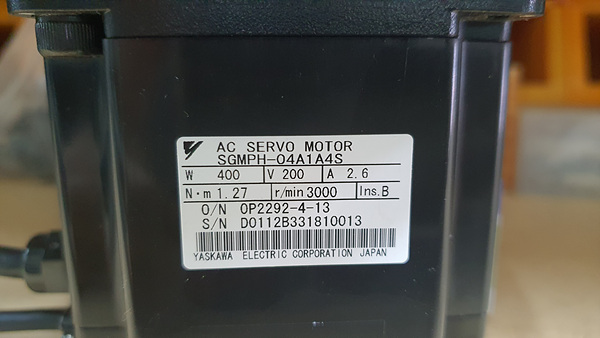 AC SERVO MOTOR
SGMPH-04A1A4S
W 400 V 200 A 2.6
N·m 1.27 r/min 3000 Ins. B
O/N OP2292-4-13
S/N D0112B331810013
YASKAWA ELECTRIC CORPORATION JAPAN